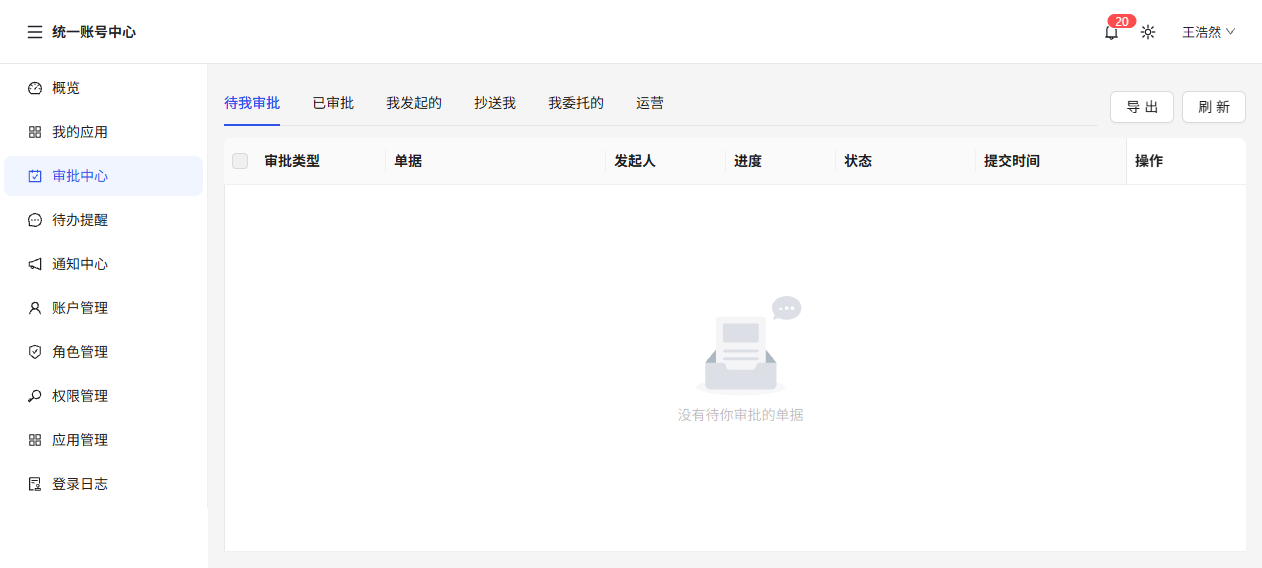 统一账号中心
20
王浩然
概览
我的应用
审批中心
待办提醒
通知中心
账户管理
角色管理
权限管理
应用管理
登录日志
待我审批 已审批 我发起的 抄送我 我委托的 运营
导出 刷新
审批类型 单据 发起人 进度 状态 提交时间 操作
没有待你审批的单据